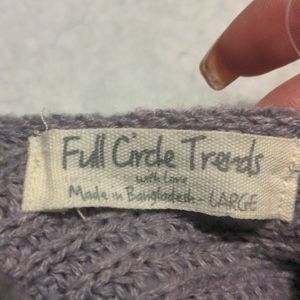 Full Circle Trends
with Love
Made in Bangladesh - LARGE